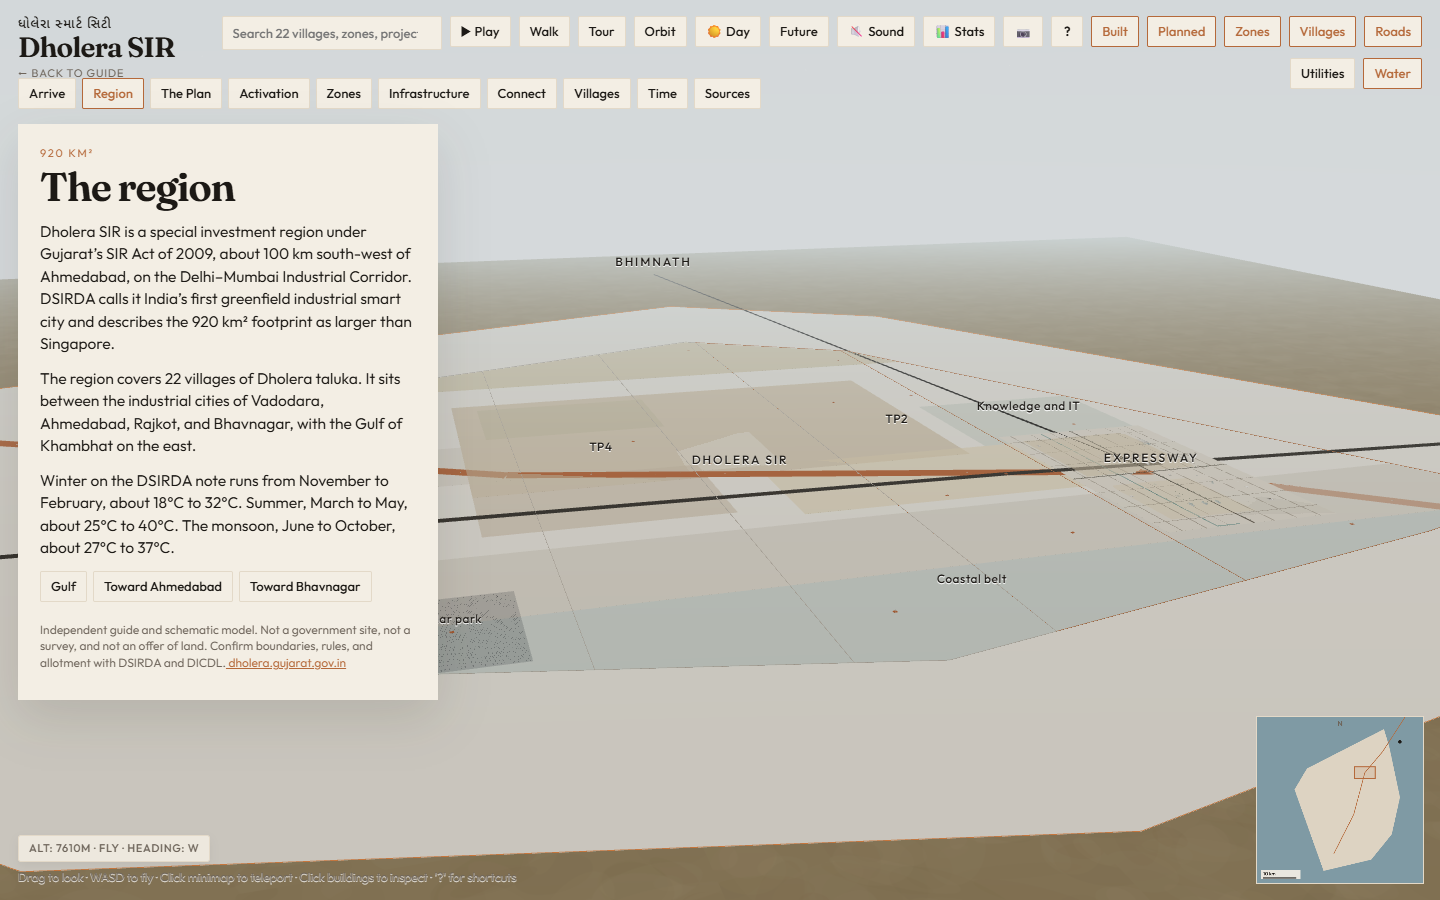 ધોલેરા સ્માર્ટ સિટી
Dholera SIR
← BACK TO GUIDE
Search 22 villages, zones, projec
▶ Play
Walk
Tour
Orbit
Day
Future
Sound
Stats
?
Built
Planned
Zones
Villages
Roads
Utilities
Water
Arrive
Region
The Plan
Activation
Zones
Infrastructure
Connect
Villages
Time
Sources
920 KM²
The region
Dholera SIR is a special investment region under
Gujarat’s SIR Act of 2009, about 100 km south-west of
Ahmedabad, on the Delhi–Mumbai Industrial Corridor.
DSIRDA calls it India’s first greenfield industrial smart
city and describes the 920 km² footprint as larger than
Singapore.
The region covers 22 villages of Dholera taluka. It sits
between the industrial cities of Vadodara,
Ahmedabad, Rajkot, and Bhavnagar, with the Gulf of
Khambhat on the east.
Winter on the DSIRDA note runs from November to
February, about 18°C to 32°C. Summer, March to May,
about 25°C to 40°C. The monsoon, June to October,
about 27°C to 37°C.
Gulf
Toward Ahmedabad
Toward Bhavnagar
Independent guide and schematic model. Not a government site, not a
survey, and not an offer of land. Confirm boundaries, rules, and
allotment with DSIRDA and DICDL. dholera.gujarat.gov.in
BHIMNATH
Knowledge and IT
TP2
TP4
DHOLERA SIR
EXPRESSWAY
Coastal belt
ar park
N
10 km
ALT: 7610M · FLY · HEADING: W
Drag to look · WASD to fly · Click minimap to teleport · Click buildings to inspect · '?' for shortcuts